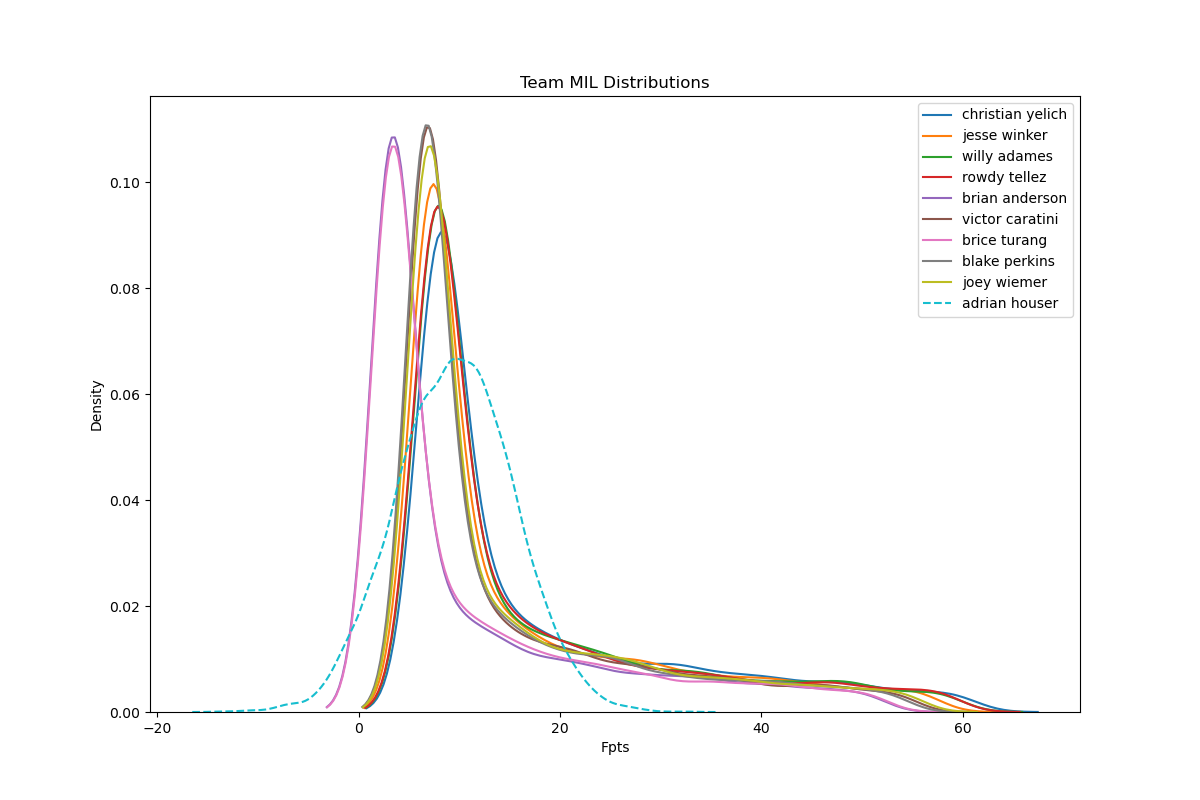 Team MIL Distributions
christian yelich
jesse winker
willy adames
rowdy tellez
brian anderson
victor caratini
brice turang
blake perkins
joey wiemer
adrian houser
Density
0.10
0.08
0.06
0.04
0.02
0.00
−20
0
20
40
60
Fpts